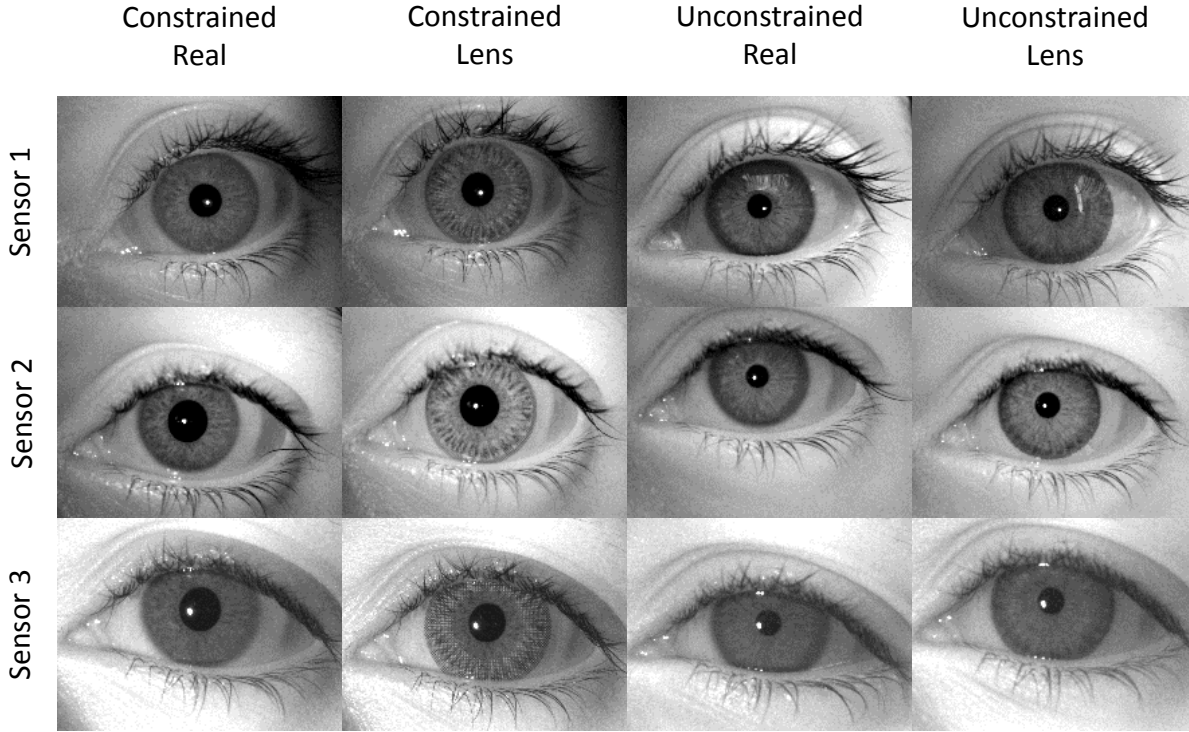 Constrained
Real
Constrained
Lens
Unconstrained
Real
Unconstrained
Lens
Sensor 1
Sensor 2
Sensor 3